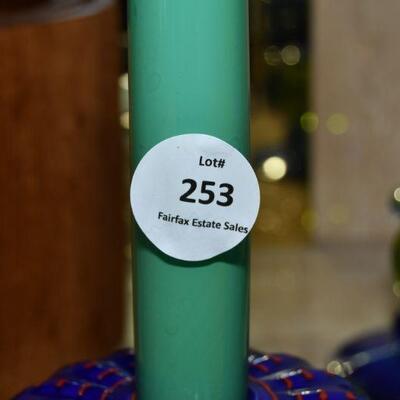 Lot#
253
Fairfax Estate Sales